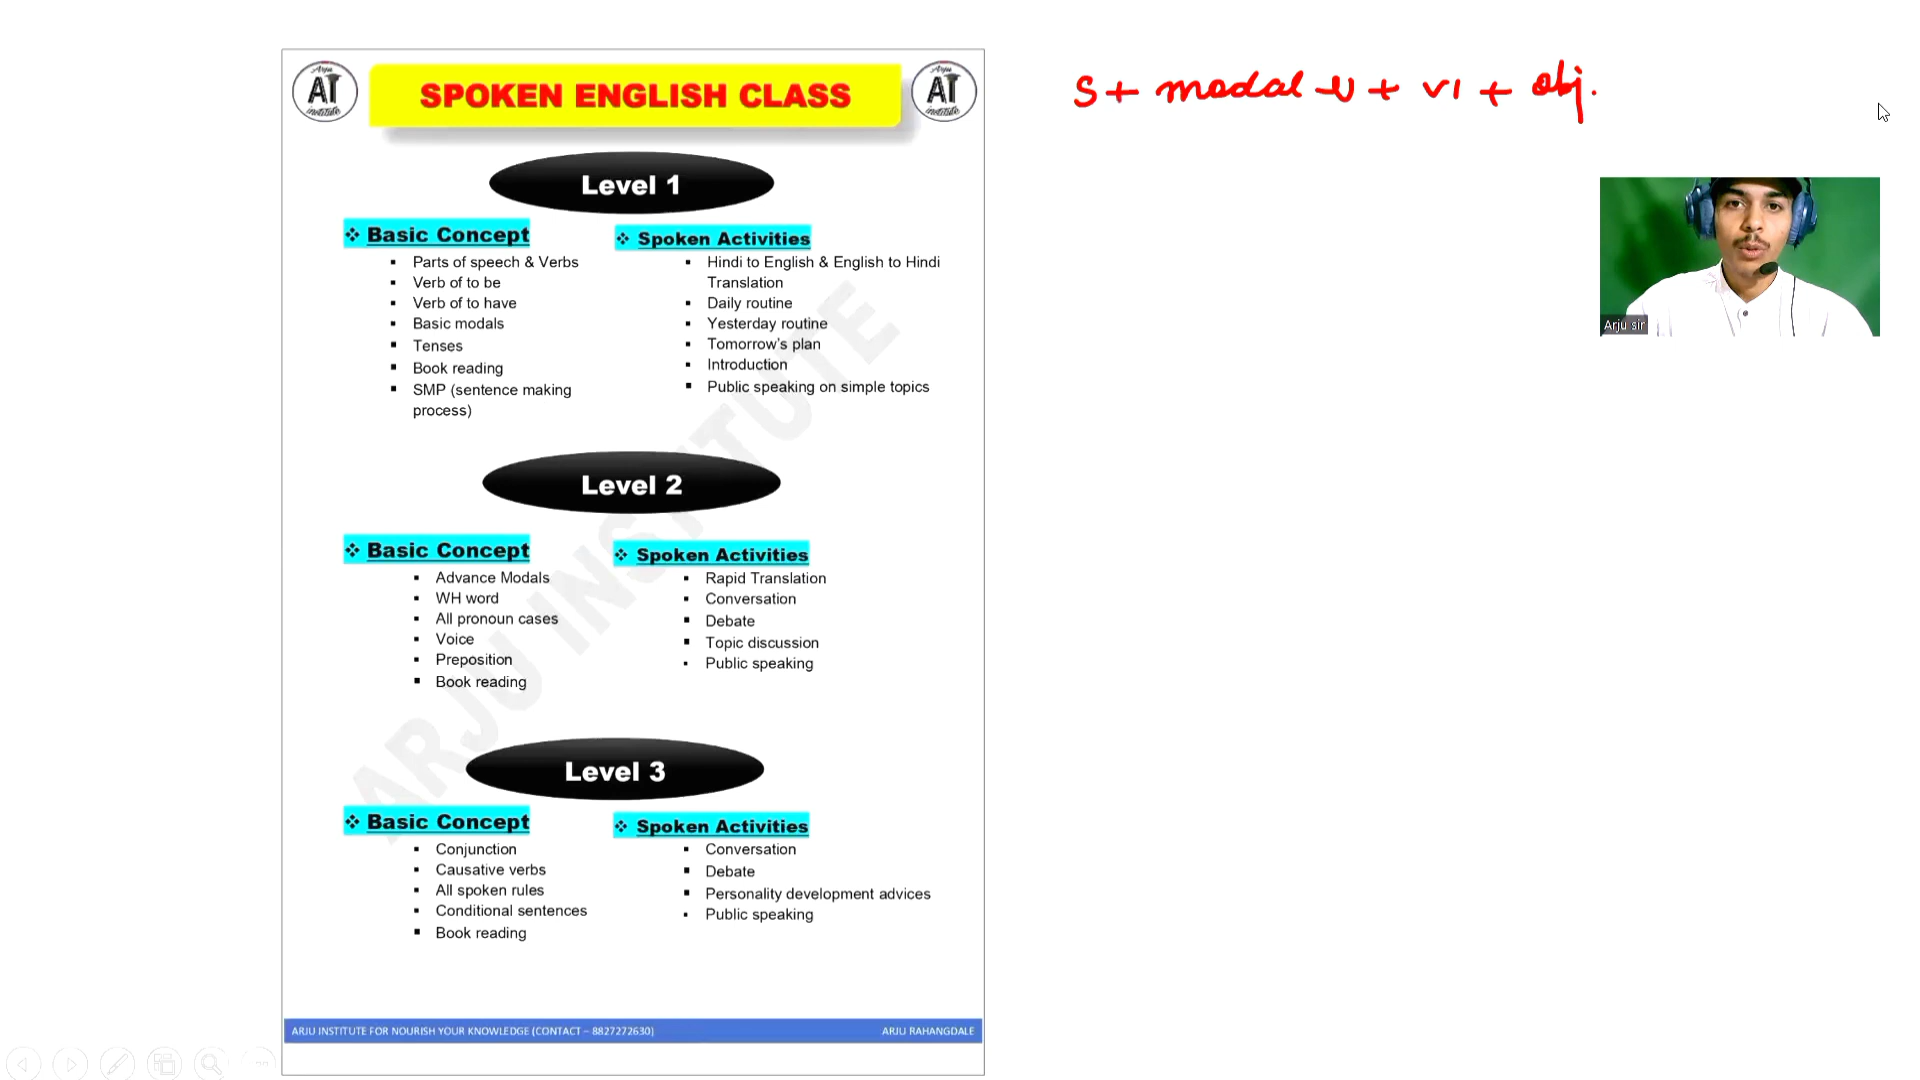 Arju
AT
institute
SPOKEN ENGLISH CLASS
Arju
AT
institute
S + modal v + v1 + obj.
Level 1
❖ Basic Concept
▪ Parts of speech & Verbs
▪ Verb of to be
▪ Verb of to have
▪ Basic modals
▪ Tenses
▪ Book reading
▪ SMP (sentence making
process)
❖ Spoken Activities
▪ Hindi to English & English to Hindi
Translation
▪ Daily routine
▪ Yesterday routine
▪ Tomorrow's plan
▪ Introduction
▪ Public speaking on simple topics
Arju sir
Level 2
❖ Basic Concept
▪ Advance Modals
▪ WH word
▪ All pronoun cases
▪ Voice
▪ Preposition
▪ Book reading
❖ Spoken Activities
▪ Rapid Translation
▪ Conversation
▪ Debate
▪ Topic discussion
▪ Public speaking
Level 3
❖ Basic Concept
▪ Conjunction
▪ Causative verbs
▪ All spoken rules
▪ Conditional sentences
▪ Book reading
❖ Spoken Activities
▪ Conversation
▪ Debate
▪ Personality development advices
▪ Public speaking
ARJU INSTITUTE
ARJU INSTITUTE FOR NOURISH YOUR KNOWLEDGE (CONTACT – 8827272630)
ARJU RAHANGDALE